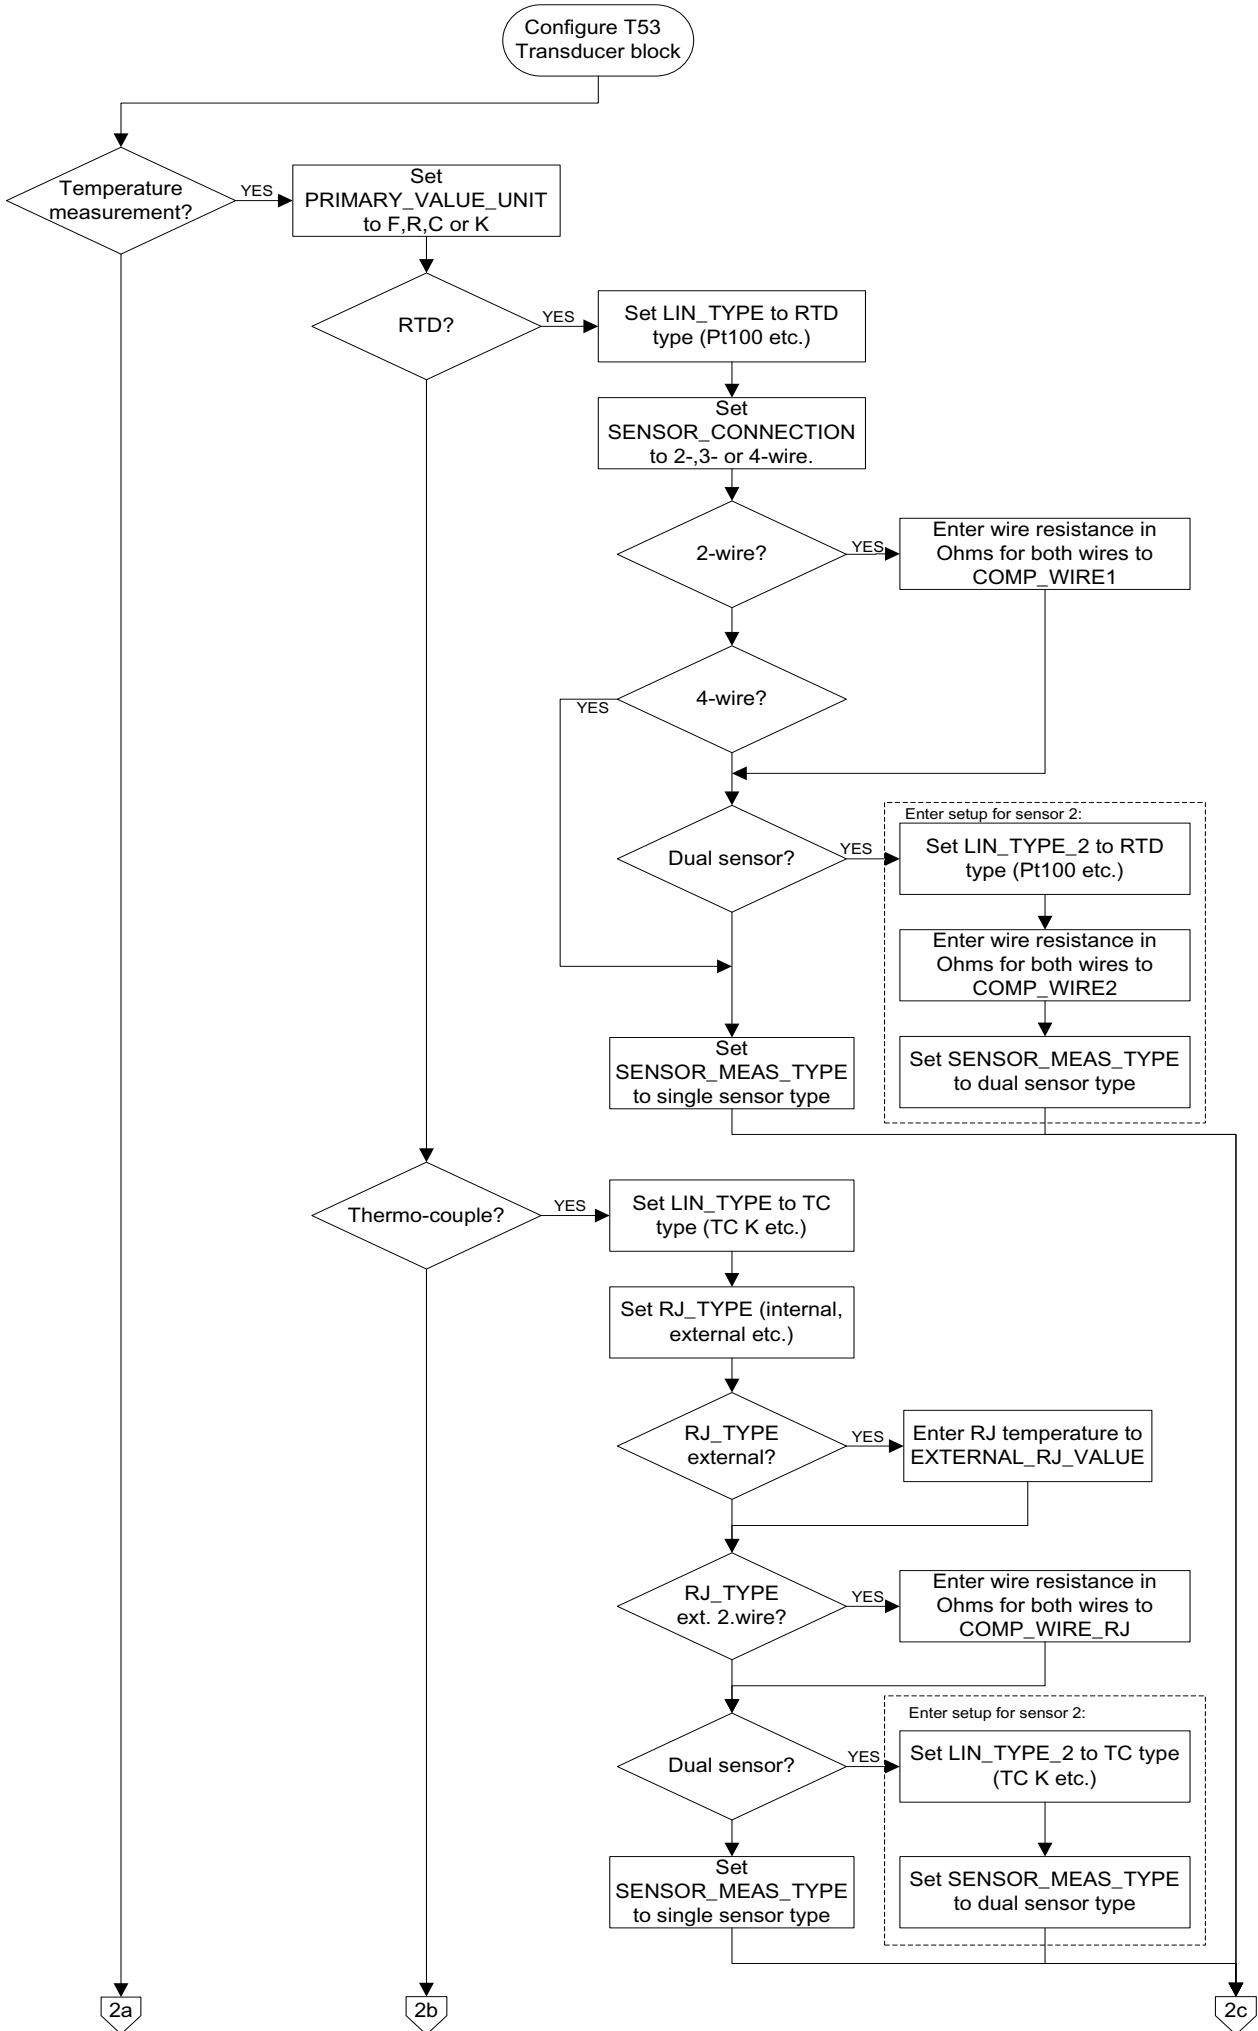 Configure T53
Transducer block
Temperature
measurement?
YES
Set
PRIMARY_VALUE_UNIT
to F,R,C or K
RTD?
YES
Set LIN_TYPE to RTD
type (Pt100 etc.)
Set
SENSOR_CONNECTION
to 2-,3- or 4-wire.
2-wire?
YES
Enter wire resistance in
Ohms for both wires to
COMP_WIRE1
4-wire?
YES
Dual sensor?
YES
Enter setup for sensor 2:
Set LIN_TYPE_2 to RTD
type (Pt100 etc.)
Enter wire resistance in
Ohms for both wires to
COMP_WIRE2
Set
SENSOR_MEAS_TYPE
to single sensor type
Set SENSOR_MEAS_TYPE
to dual sensor type
Thermo-couple?
YES
Set LIN_TYPE to TC
type (TC K etc.)
Set RJ_TYPE (internal,
external etc.)
RJ_TYPE
external?
YES
Enter RJ temperature to
EXTERNAL_RJ_VALUE
RJ_TYPE
ext. 2.wire?
YES
Enter wire resistance in
Ohms for both wires to
COMP_WIRE_RJ
Dual sensor?
YES
Enter setup for sensor 2:
Set LIN_TYPE_2 to TC type
(TC K etc.)
Set
SENSOR_MEAS_TYPE
to single sensor type
Set SENSOR_MEAS_TYPE
to dual sensor type
2a
2b
2c